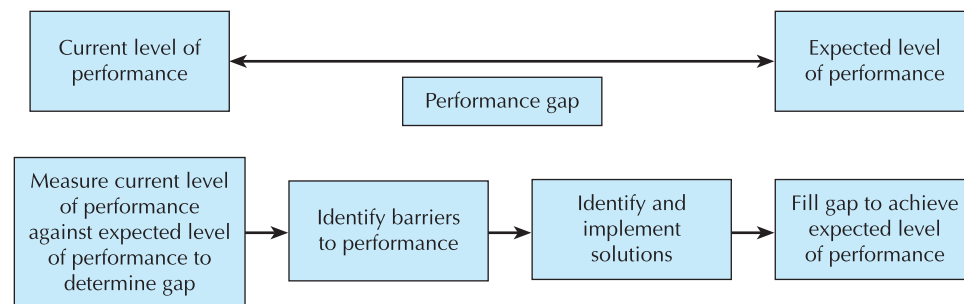 Current level of
performance
Expected level
of performance
Performance gap
Measure current level
of performance
against expected level
of performance to
determine gap
Identify barriers
to performance
Identify and
implement
solutions
Fill gap to achieve
expected level
of performance